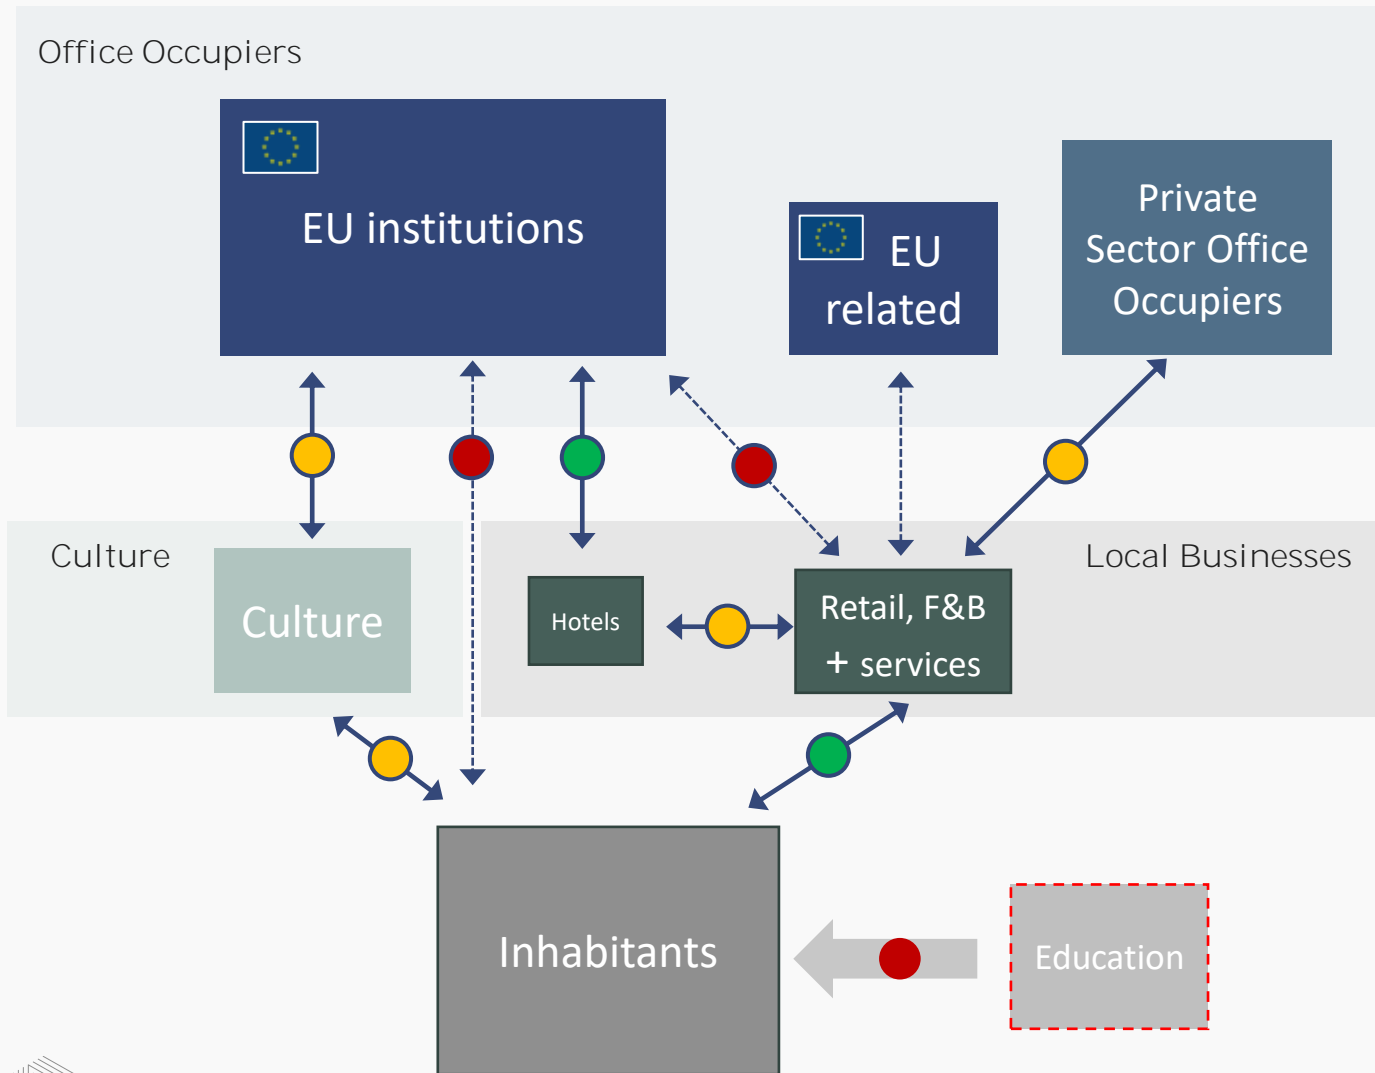 Office Occupiers
EU institutions
EU
related
Private
Sector Office
Occupiers
Culture
Local Businesses
Culture
Hotels
Retail, F&B
+ services
Inhabitants
Education